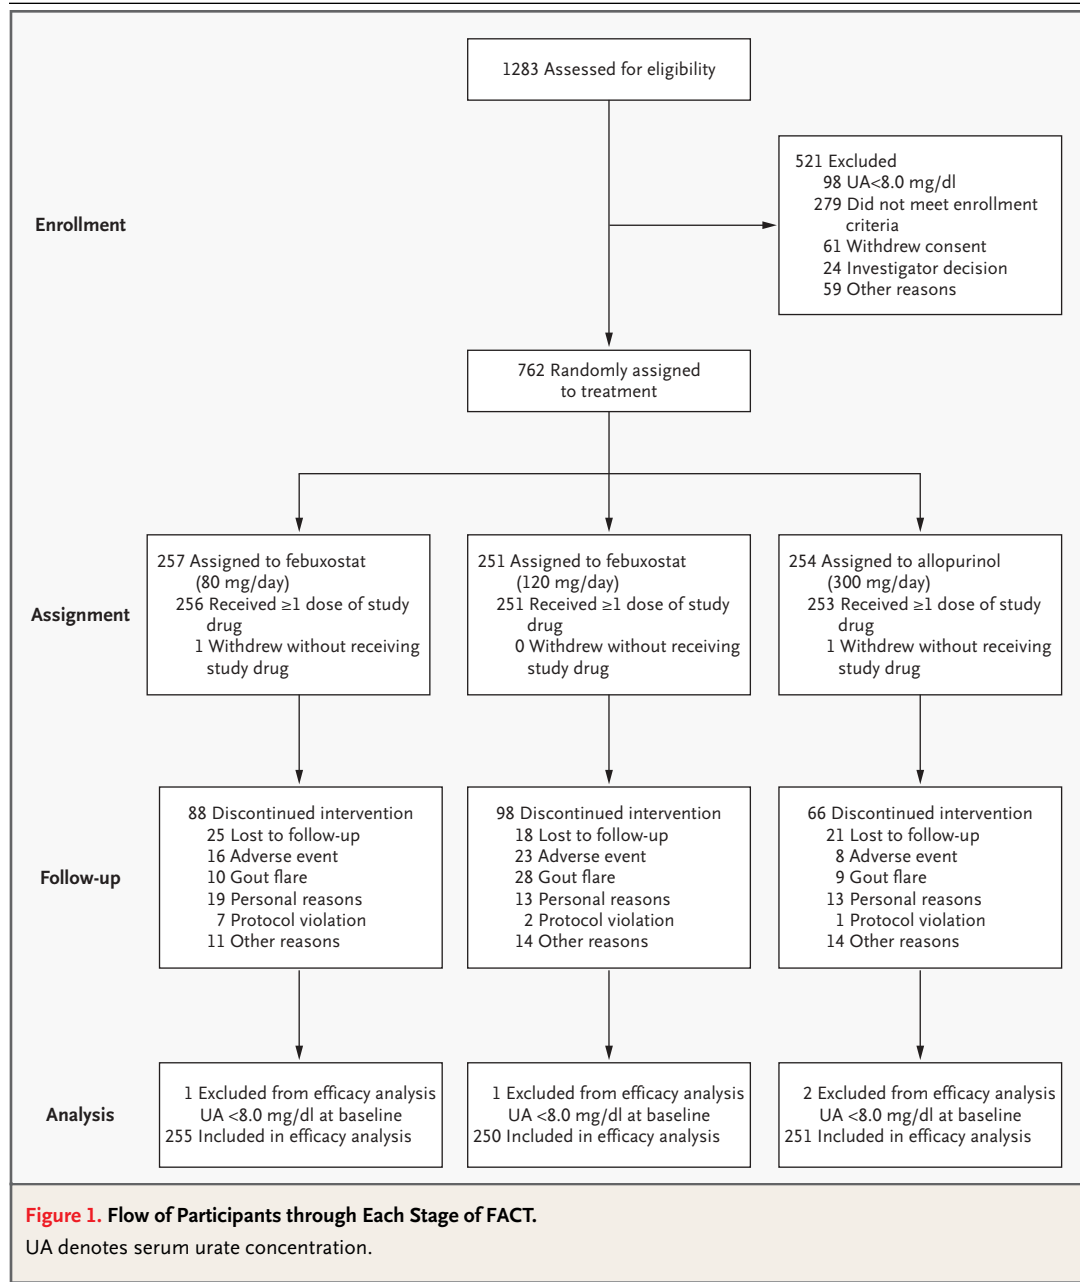 1283 Assessed for eligibility
521 Excluded
98 UA<8.0 mg/dl
279 Did not meet enrollment
criteria
61 Withdrew consent
24 Investigator decision
59 Other reasons
Enrollment
762 Randomly assigned
to treatment
257 Assigned to febuxostat
(80 mg/day)
256 Received ≥1 dose of study
drug
1 Withdrew without receiving
study drug
251 Assigned to febuxostat
(120 mg/day)
251 Received ≥1 dose of study
drug
0 Withdrew without receiving
study drug
254 Assigned to allopurinol
(300 mg/day)
253 Received ≥1 dose of study
drug
1 Withdrew without receiving
study drug
Assignment
88 Discontinued intervention
25 Lost to follow-up
16 Adverse event
10 Gout flare
19 Personal reasons
7 Protocol violation
11 Other reasons
98 Discontinued intervention
18 Lost to follow-up
23 Adverse event
28 Gout flare
13 Personal reasons
2 Protocol violation
14 Other reasons
66 Discontinued intervention
21 Lost to follow-up
8 Adverse event
9 Gout flare
13 Personal reasons
1 Protocol violation
14 Other reasons
Follow-up
1 Excluded from efficacy analysis
UA <8.0 mg/dl at baseline
255 Included in efficacy analysis
1 Excluded from efficacy analysis
UA <8.0 mg/dl at baseline
250 Included in efficacy analysis
2 Excluded from efficacy analysis
UA <8.0 mg/dl at baseline
251 Included in efficacy analysis
Analysis
Figure 1. Flow of Participants through Each Stage of FACT.
UA denotes serum urate concentration.